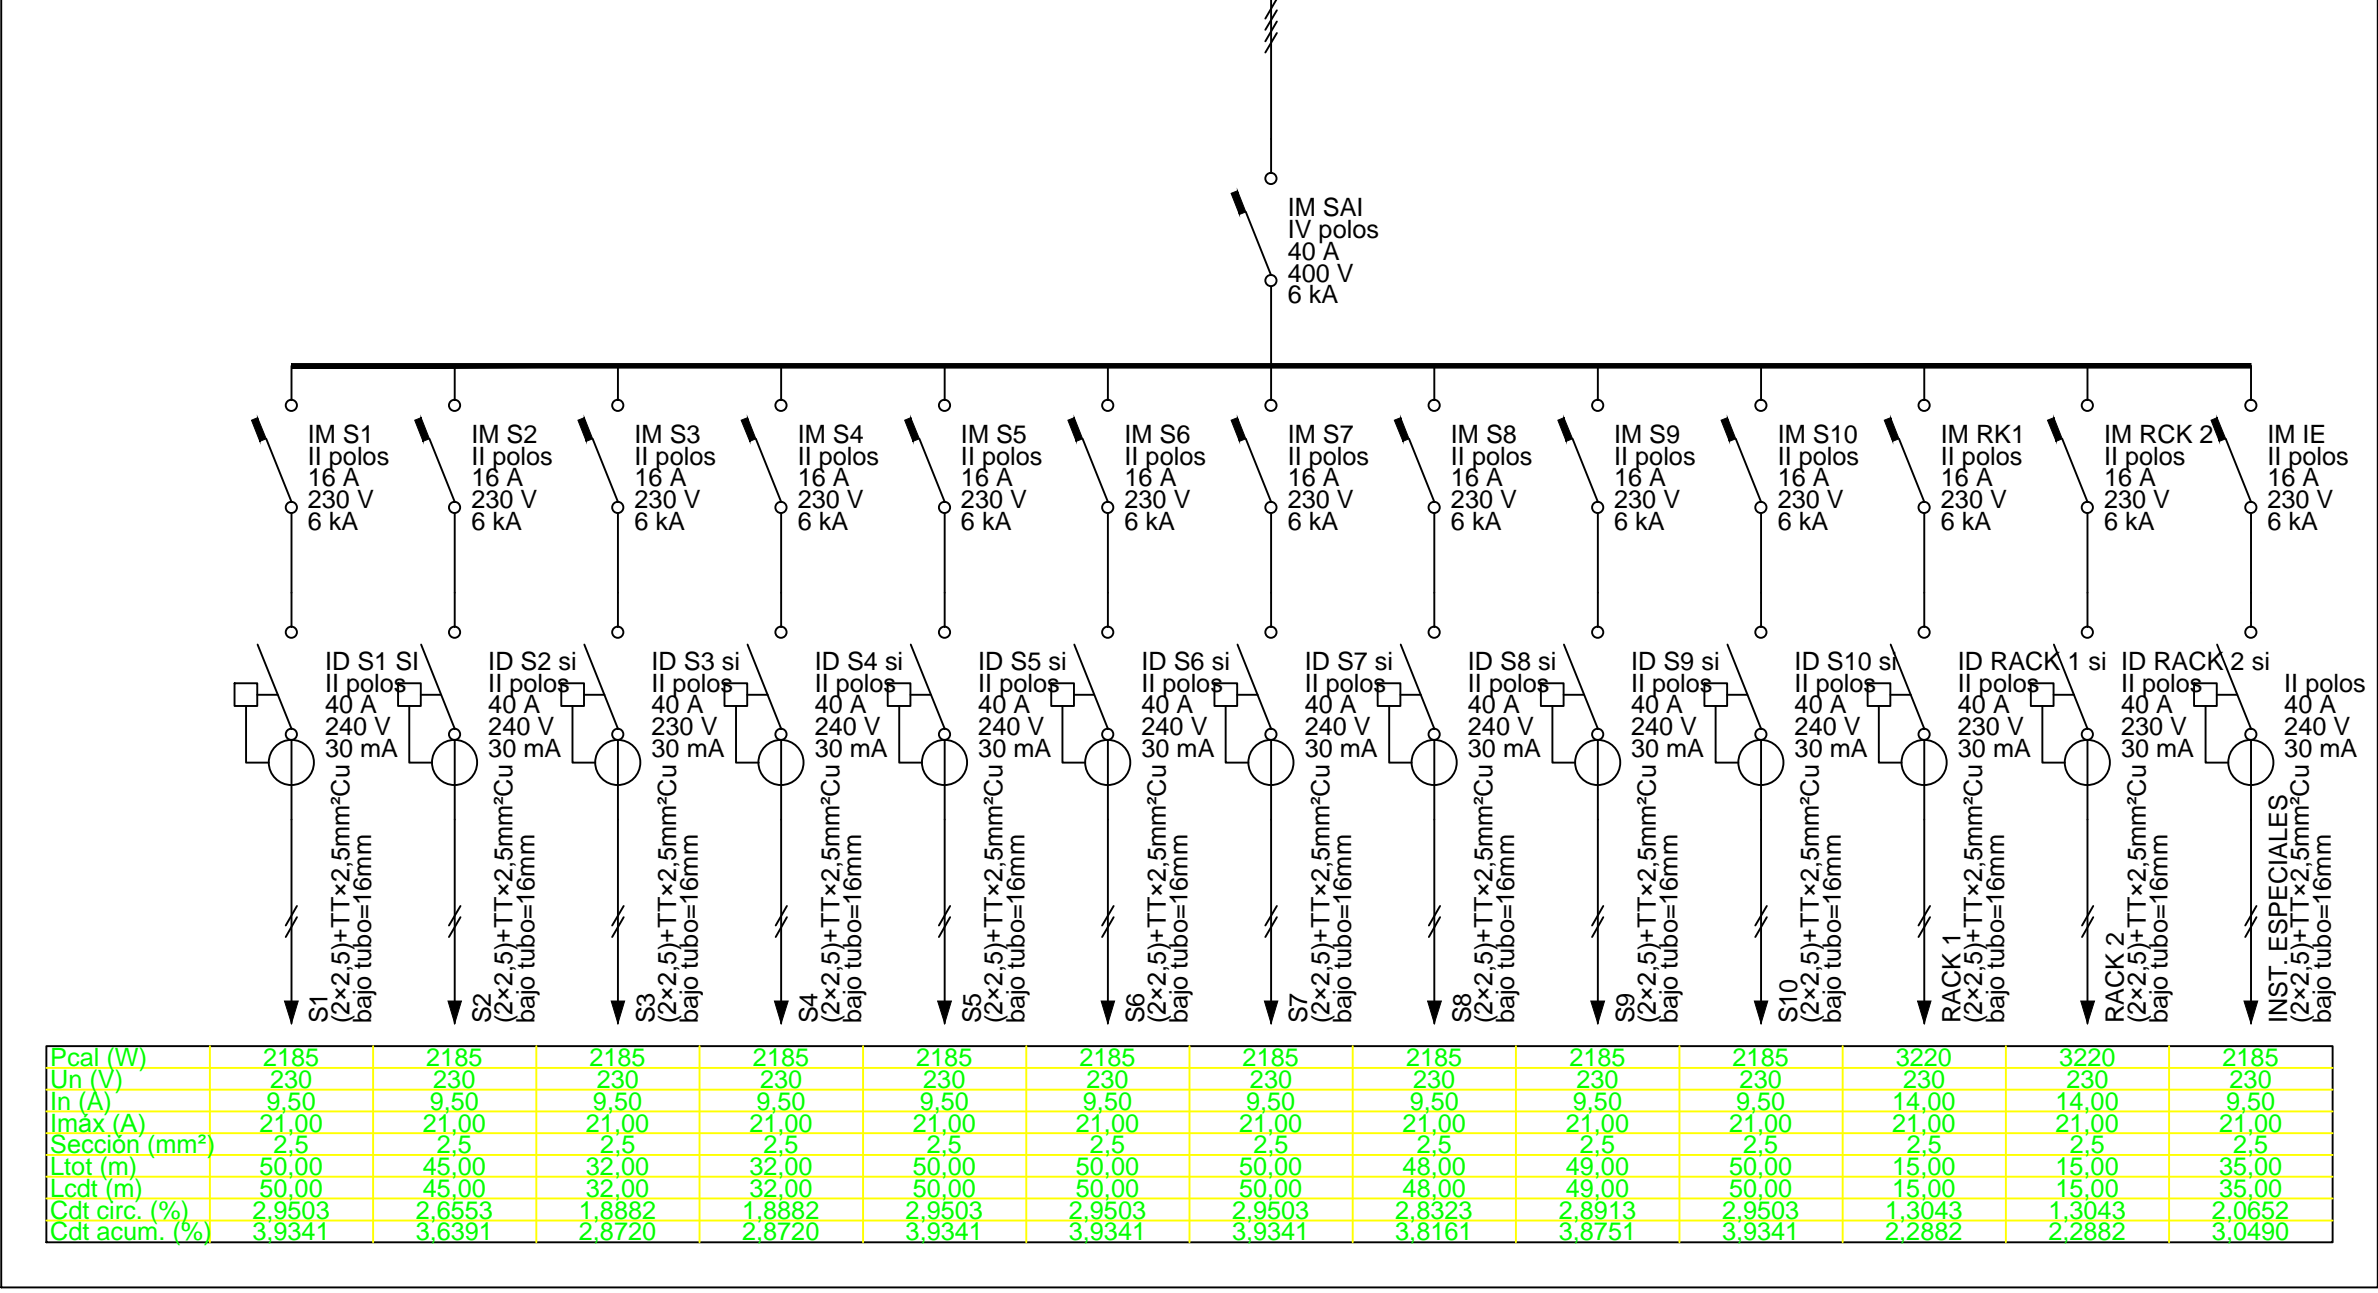 IM SAI
IV polos
40 A
400 V
6 kA
IM S1
II polos
16 A
230 V
6 kA
IM S2
II polos
16 A
230 V
6 kA
IM S3
II polos
16 A
230 V
6 kA
IM S4
II polos
16 A
230 V
6 kA
IM S5
II polos
16 A
230 V
6 kA
IM S6
II polos
16 A
230 V
6 kA
IM S7
II polos
16 A
230 V
6 kA
IM S8
II polos
16 A
230 V
6 kA
IM S9
II polos
16 A
230 V
6 kA
IM S10
II polos
16 A
230 V
6 kA
IM RK1
II polos
16 A
230 V
6 kA
IM RCK 2
II polos
16 A
230 V
6 kA
IM IE
II polos
16 A
230 V
6 kA
ID S1 SI
II polos
40 A
240 V
30 mA
ID S2 si
II polos
40 A
240 V
30 mA
ID S3 si
II polos
40 A
230 V
30 mA
ID S4 si
II polos
40 A
240 V
30 mA
ID S5 si
II polos
40 A
240 V
30 mA
ID S6 si
II polos
40 A
240 V
30 mA
ID S7 si
II polos
40 A
240 V
30 mA
ID S8 si
II polos
40 A
240 V
30 mA
ID S9 si
II polos
40 A
240 V
30 mA
ID S10 si
II polos
40 A
240 V
30 mA
ID RACK 1 si
II polos
40 A
230 V
30 mA
ID RACK 2 si
II polos
40 A
230 V
30 mA
II polos
40 A
240 V
30 mA
S1
(2×2,5)+TT×2,5mm²Cu
bajo tubo=16mm
S2
(2×2,5)+TT×2,5mm²Cu
bajo tubo=16mm
S3
(2×2,5)+TT×2,5mm²Cu
bajo tubo=16mm
S4
(2×2,5)+TT×2,5mm²Cu
bajo tubo=16mm
S5
(2×2,5)+TT×2,5mm²Cu
bajo tubo=16mm
S6
(2×2,5)+TT×2,5mm²Cu
bajo tubo=16mm
S7
(2×2,5)+TT×2,5mm²Cu
bajo tubo=16mm
S8
(2×2,5)+TT×2,5mm²Cu
bajo tubo=16mm
S9
(2×2,5)+TT×2,5mm²Cu
bajo tubo=16mm
S10
(2×2,5)+TT×2,5mm²Cu
bajo tubo=16mm
RACK 1
(2×2,5)+TT×2,5mm²Cu
bajo tubo=16mm
RACK 2
(2×2,5)+TT×2,5mm²Cu
bajo tubo=16mm
INST. ESPECIALES
(2×2,5)+TT×2,5mm²Cu
bajo tubo=16mm
Pcal (W) 2185 2185 2185 2185 2185 2185 2185 2185 2185 2185 3220 3220 2185
Un (V) 230 230 230 230 230 230 230 230 230 230 230 230 230
In (A) 9,50 9,50 9,50 9,50 9,50 9,50 9,50 9,50 9,50 9,50 14,00 14,00 9,50
Imáx (A) 21,00 21,00 21,00 21,00 21,00 21,00 21,00 21,00 21,00 21,00 21,00 21,00 21,00
Sección (mm²) 2,5 2,5 2,5 2,5 2,5 2,5 2,5 2,5 2,5 2,5 2,5 2,5 2,5
Ltot (m) 50,00 45,00 32,00 32,00 50,00 50,00 50,00 48,00 49,00 50,00 15,00 15,00 35,00
Lcdt (m) 50,00 45,00 32,00 32,00 50,00 50,00 50,00 48,00 49,00 50,00 15,00 15,00 35,00
Cdt circ. (%) 2,9503 2,6553 1,8882 1,8882 2,9503 2,9503 2,9503 2,8323 2,8913 2,9503 1,3043 1,3043 2,0652
Cdt acum. (%) 3,9341 3,6391 2,8720 2,8720 3,9341 3,9341 3,9341 3,8161 3,8751 3,9341 2,2882 2,2882 3,0490